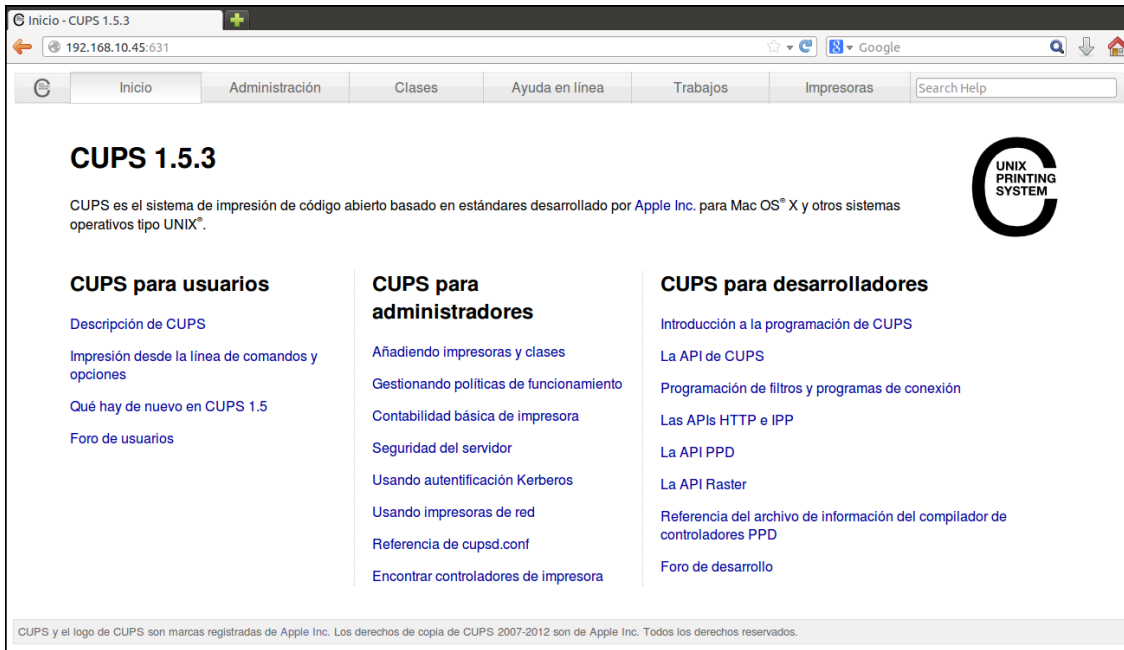 Inicio - CUPS 1.5.3
192.168.10.45:631
Google
Inicio
Administración
Clases
Ayuda en línea
Trabajos
Impresoras
Search Help
CUPS 1.5.3
UNIX
PRINTING
SYSTEM
CUPS es el sistema de impresión de código abierto basado en estándares desarrollado por Apple Inc. para Mac OS® X y otros sistemas
operativos tipo UNIX®.
CUPS para usuarios
Descripción de CUPS
Impresión desde la línea de comandos y
opciones
Qué hay de nuevo en CUPS 1.5
Foro de usuarios
CUPS para
administradores
Añadiendo impresoras y clases
Gestionando políticas de funcionamiento
Contabilidad básica de impresora
Seguridad del servidor
Usando autentificación Kerberos
Usando impresoras de red
Referencia de cupsd.conf
Encontrar controladores de impresora
CUPS para desarrolladores
Introducción a la programación de CUPS
La API de CUPS
Programación de filtros y programas de conexión
Las APIs HTTP e IPP
La API PPD
La API Raster
Referencia del archivo de información del compilador de
controladores PPD
Foro de desarrollo
CUPS y el logo de CUPS son marcas registradas de Apple Inc. Los derechos de copia de CUPS 2007-2012 son de Apple Inc. Todos los derechos reservados.